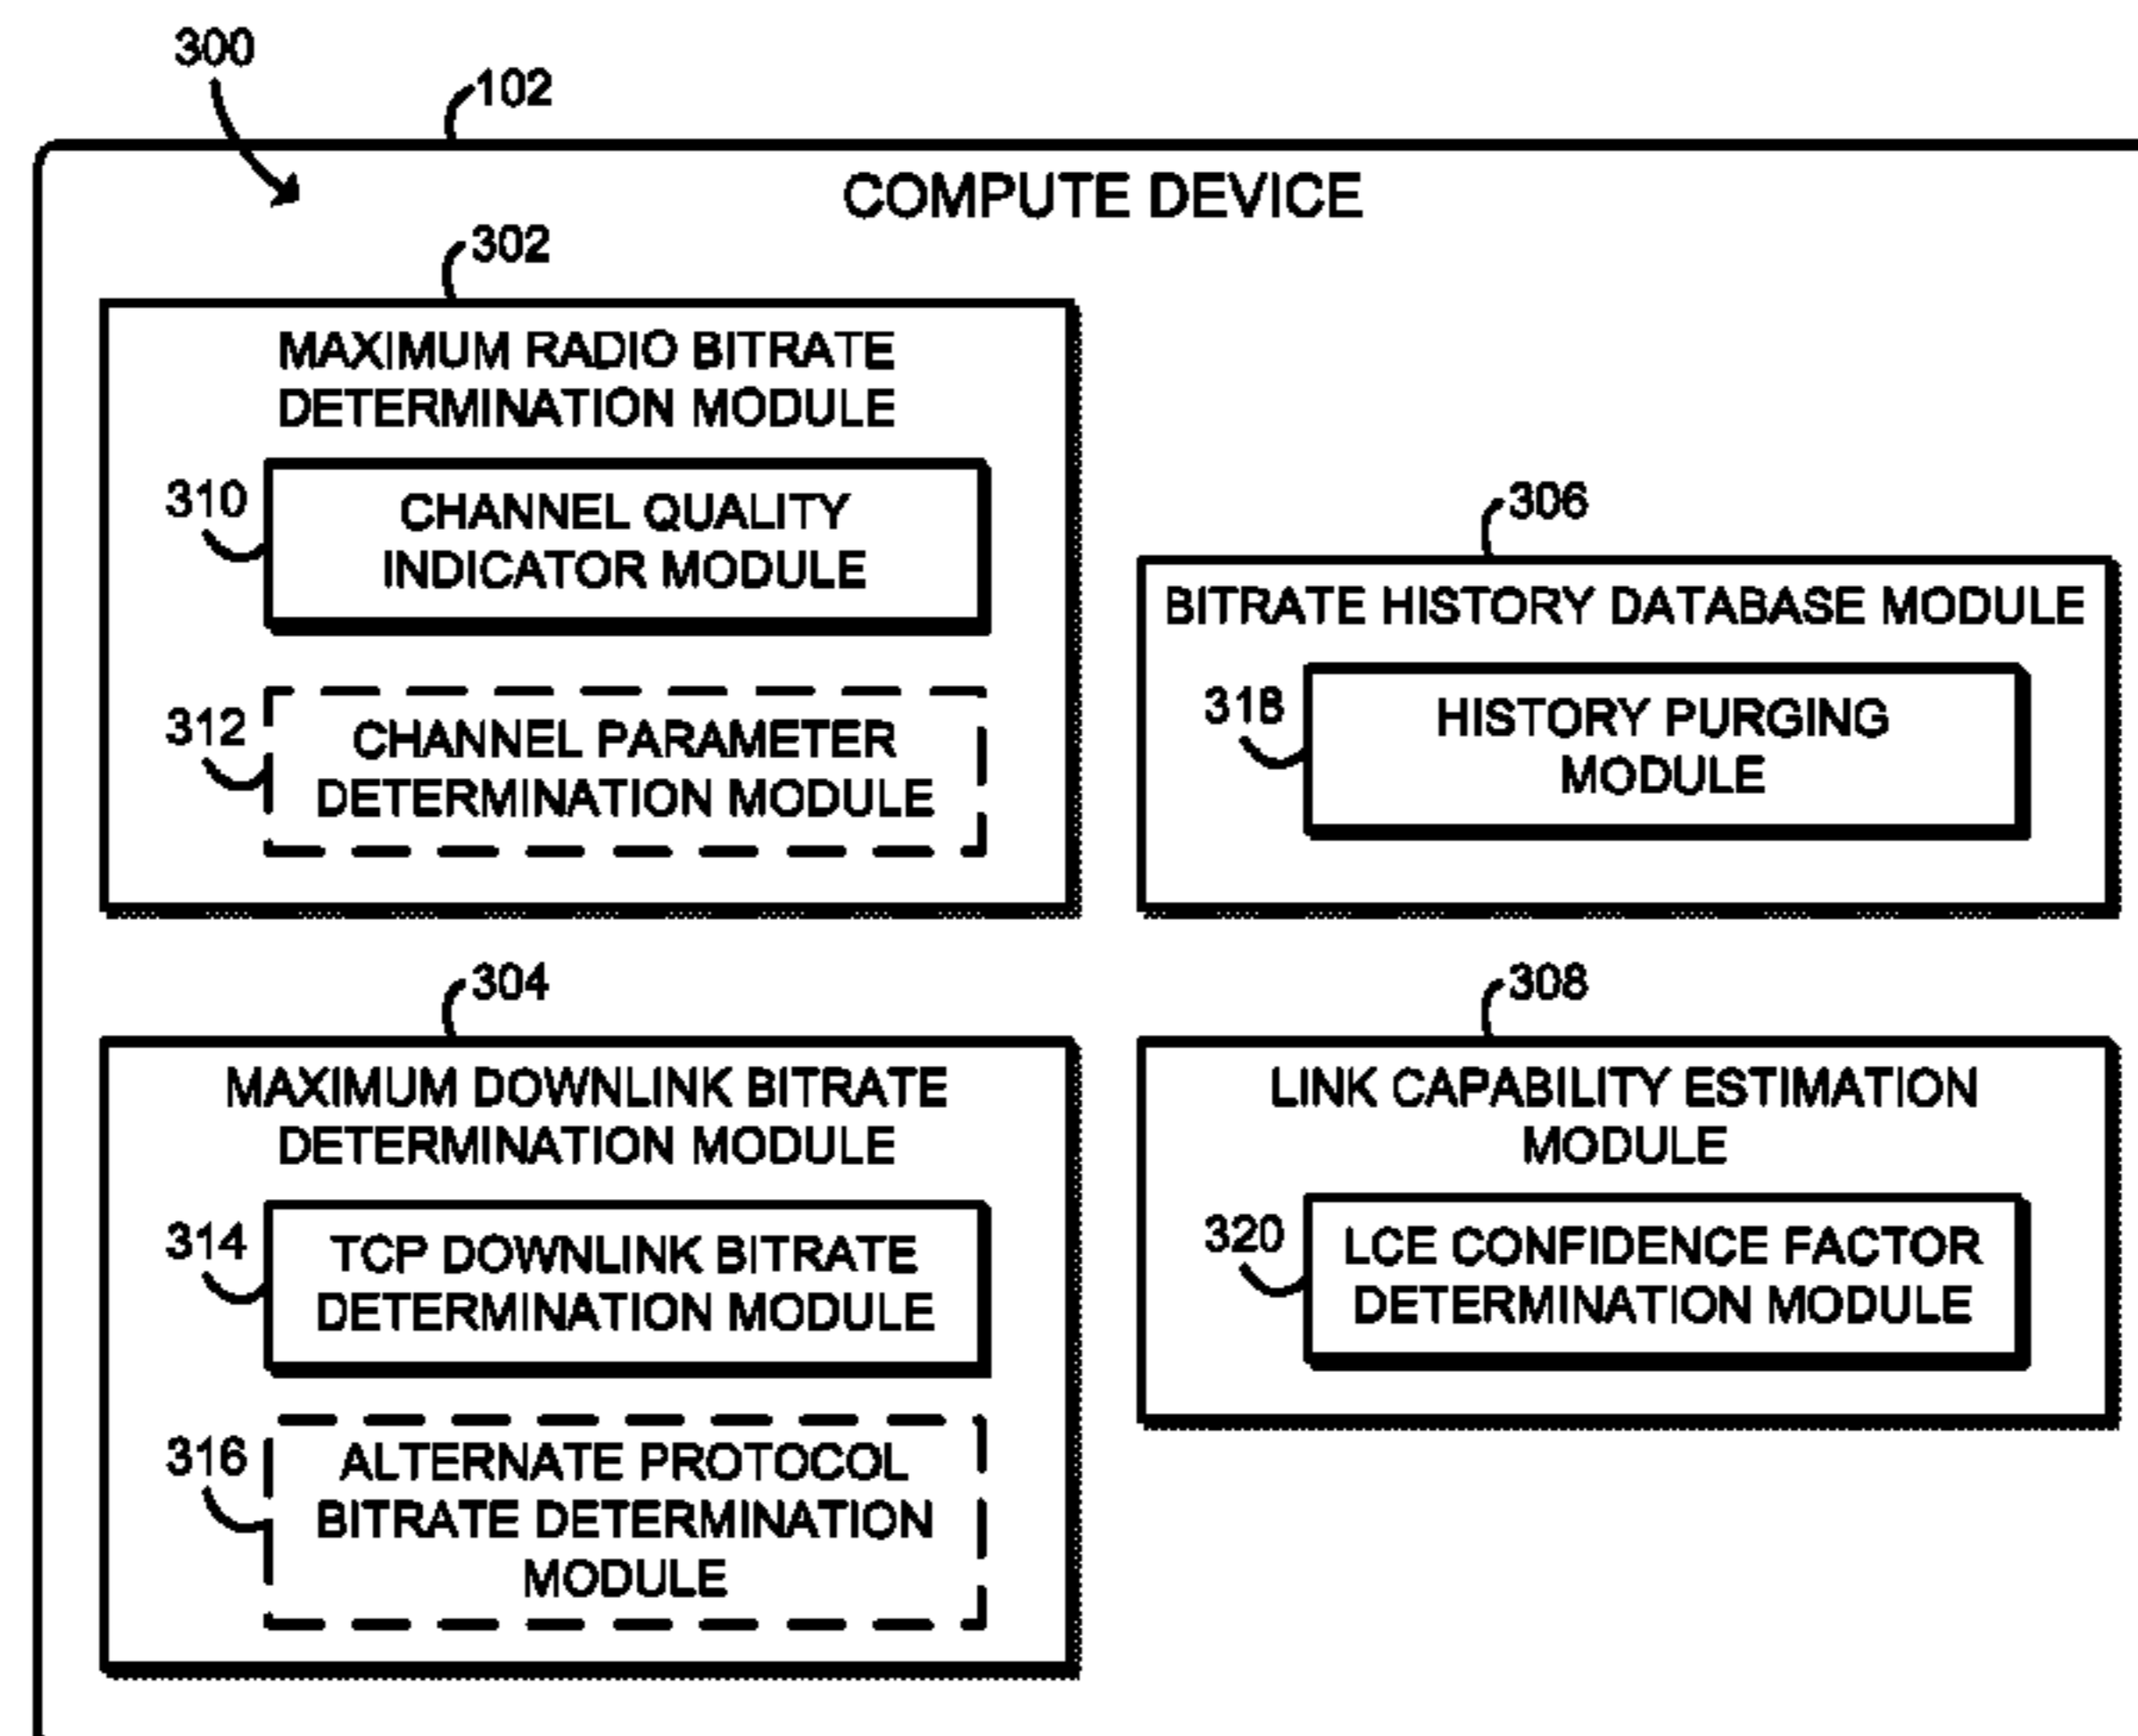 300
102
COMPUTE DEVICE
302
MAXIMUM RADIO BITRATE
DETERMINATION MODULE
310
CHANNEL QUALITY
INDICATOR MODULE
312
CHANNEL PARAMETER
DETERMINATION MODULE
306
BITRATE HISTORY DATABASE MODULE
318
HISTORY PURGING
MODULE
304
MAXIMUM DOWNLINK BITRATE
DETERMINATION MODULE
314
TCP DOWNLINK BITRATE
DETERMINATION MODULE
316
ALTERNATE PROTOCOL
BITRATE DETERMINATION
MODULE
308
LINK CAPABILITY ESTIMATION
MODULE
320
LCE CONFIDENCE FACTOR
DETERMINATION MODULE